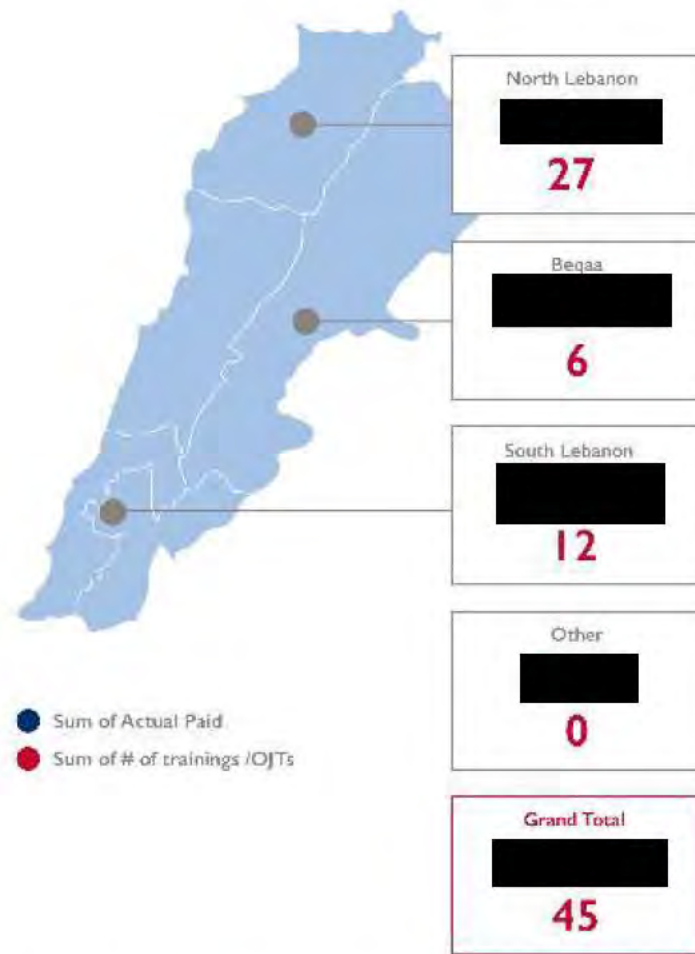 North Lebanon
27
Beqaa
6
South Lebanon
12
Other
0
Sum of Actual Paid
Sum of # of trainings /OJTs
Grand Total
45